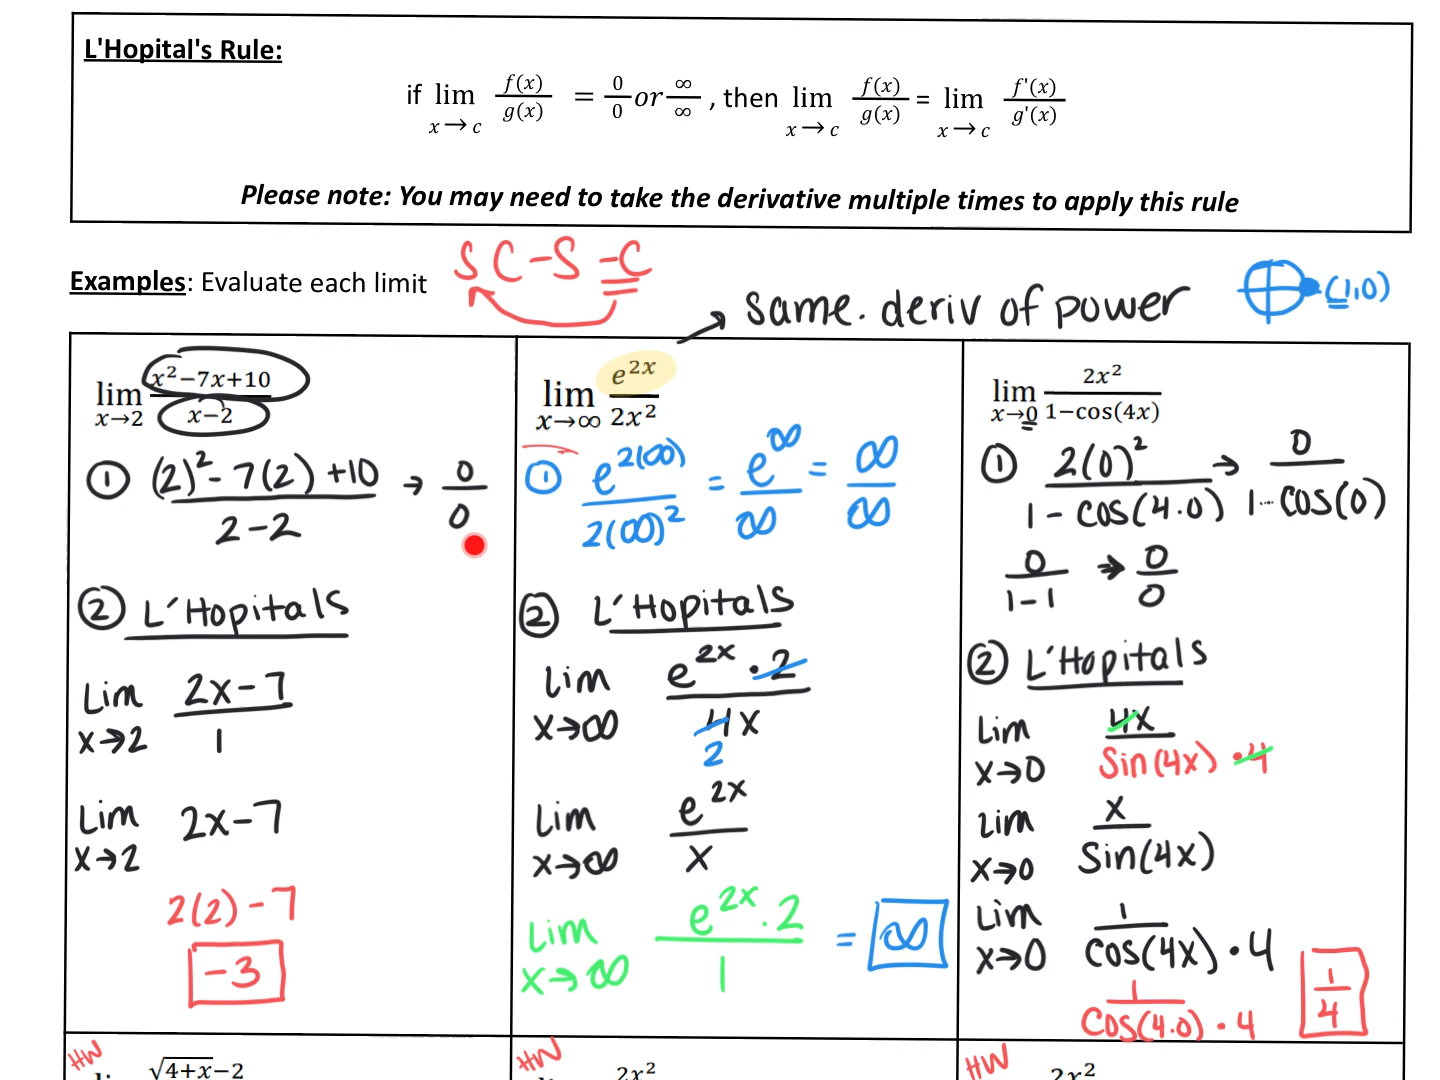 L'Hopital's Rule:
if lim x→c f(x)/g(x) = 0/0 or ∞/∞ , then lim x→c f(x)/g(x) = lim x→c f'(x)/g'(x)
Please note: You may need to take the derivative multiple times to apply this rule
Examples: Evaluate each limit
S C -S -C
same. deriv of power
(1,0)
lim x→2 x²−7x+10 / x−2
① (2)² - 7(2) + 10 / 2 - 2 → 0/0
② L'Hopitals
Lim x→2 2x - 7 / 1
Lim x→2 2x - 7
2(2) - 7
-3
lim x→∞ e^2x / 2x²
① e^2(∞) / 2(∞)² = e^∞ / ∞ = ∞/∞
② L'Hopitals
Lim x→∞ e^2x · 2 / 4x
2
Lim x→∞ e^2x / x
Lim x→∞ e^2x · 2 / 1 = ∞
lim x→0 2x² / 1−cos(4x)
① 2(0)² / 1 - cos(4·0) → 0 / 1 - cos(0)
0 / 1-1 → 0/0
② L'Hopitals
Lim x→0 4x / Sin(4x) · 4
Lim x→0 x / Sin(4x)
Lim x→0 1 / cos(4x) · 4
1 / cos(4·0) · 4
1/4
HW
√4+x −2
HW
2x²
HW
2x²